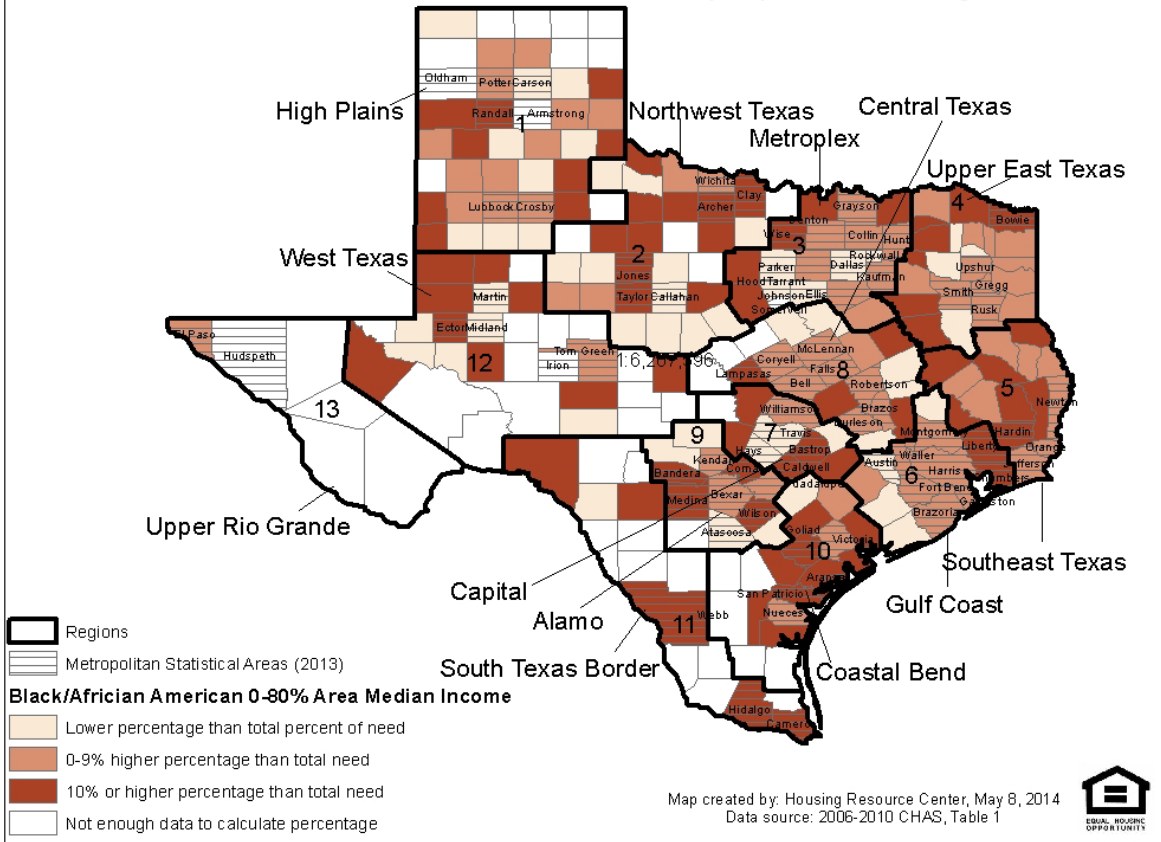 Oldham
Potter Carson
High Plains
Randall Armstrong
1
Northwest Texas
Central Texas
Metroplex
Upper East Texas
Wichita
Clay
Archer
Lubbock Crosby
4
Bowie
Grayson
Denton
Wise
3
Collin
Hunt
Rockwall
Parker
Dallas
Kaufman
Hood Tarrant
Johnson Ellis
Somervell
Upshur
Gregg
Smith
Rusk
West Texas
2
Jones
Taylor Callahan
Martin
Ector Midland
El Paso
Hudspeth
12
Tom Green
Irion
1:6,267,596
McLennan
Coryell
Lampasas
Falls
8
Bell
Robertson
Brazos
Burleson
5
Newton
Hardin
Orange
Jefferson
13
Williamson
7
Travis
Hays
Bastrop
Caldwell
Montgomery
Liberty
Chambers
Austin
Waller
6
Harris
Fort Bend
Galveston
Brazoria
9
Kendall
Bandera
Comal
Guadalupe
Medina
Bexar
Wilson
Atascosa
Goliad
Victoria
10
Aransas
San Patricio
Nueces
Upper Rio Grande
Southeast Texas
Capital
Gulf Coast
Alamo
11
Webb
South Texas Border
Coastal Bend
Hidalgo
Cameron
Regions
Metropolitan Statistical Areas (2013)
Black/Africian American 0-80% Area Median Income
Lower percentage than total percent of need
0-9% higher percentage than total need
10% or higher percentage than total need
Not enough data to calculate percentage
Map created by: Housing Resource Center, May 8, 2014
Data source: 2006-2010 CHAS, Table 1
EQUAL HOUSING
OPPORTUNITY